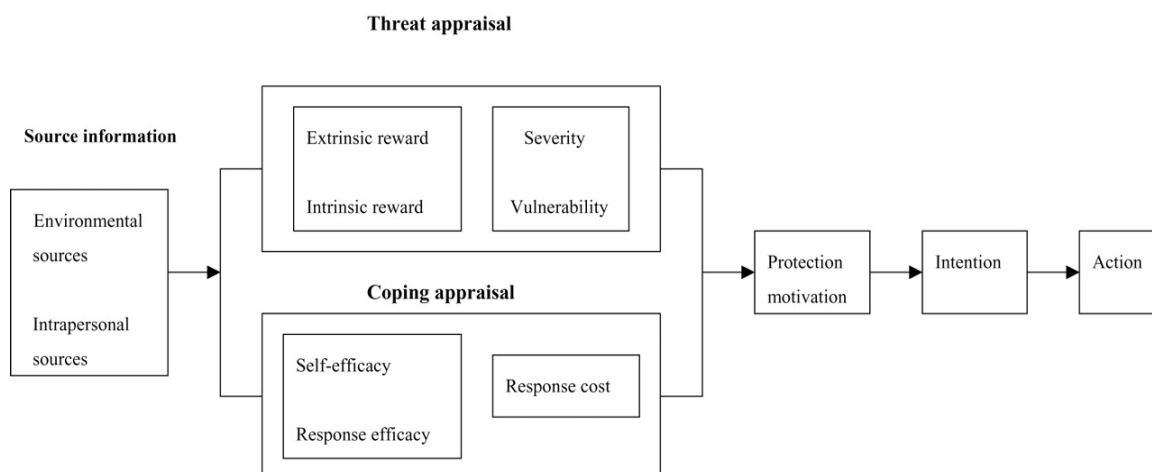 Threat appraisal
Source information
Environmental
sources
Intrapersonal
sources
Extrinsic reward
Intrinsic reward
Severity
Vulnerability
Coping appraisal
Self-efficacy
Response efficacy
Response cost
Protection
motivation
Intention
Action